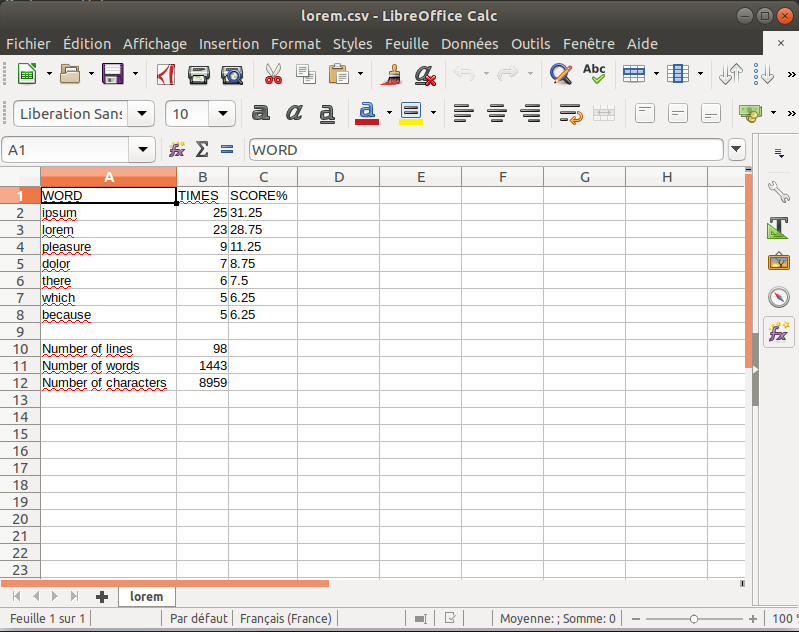 lorem.csv - LibreOffice Calc
Fichier Édition Affichage Insertion Format Styles Feuille Données Outils Fenêtre Aide
Abc
Liberation Sans 10 a a a a
A1 fx Σ = WORD
A B C D E F G H
1 WORD TIMES SCORE%
2 ipsum 25 31.25
3 lorem 23 28.75
4 pleasure 9 11.25
5 dolor 7 8.75
6 there 6 7.5
7 which 5 6.25
8 because 5 6.25
9
10 Number of lines 98
11 Number of words 1443
12 Number of characters 8959
13
14
15
16
17
18
19
20
21
22
23
lorem
Feuille 1 sur 1 Par défaut Français (France) Moyenne: ; Somme: 0 100 %